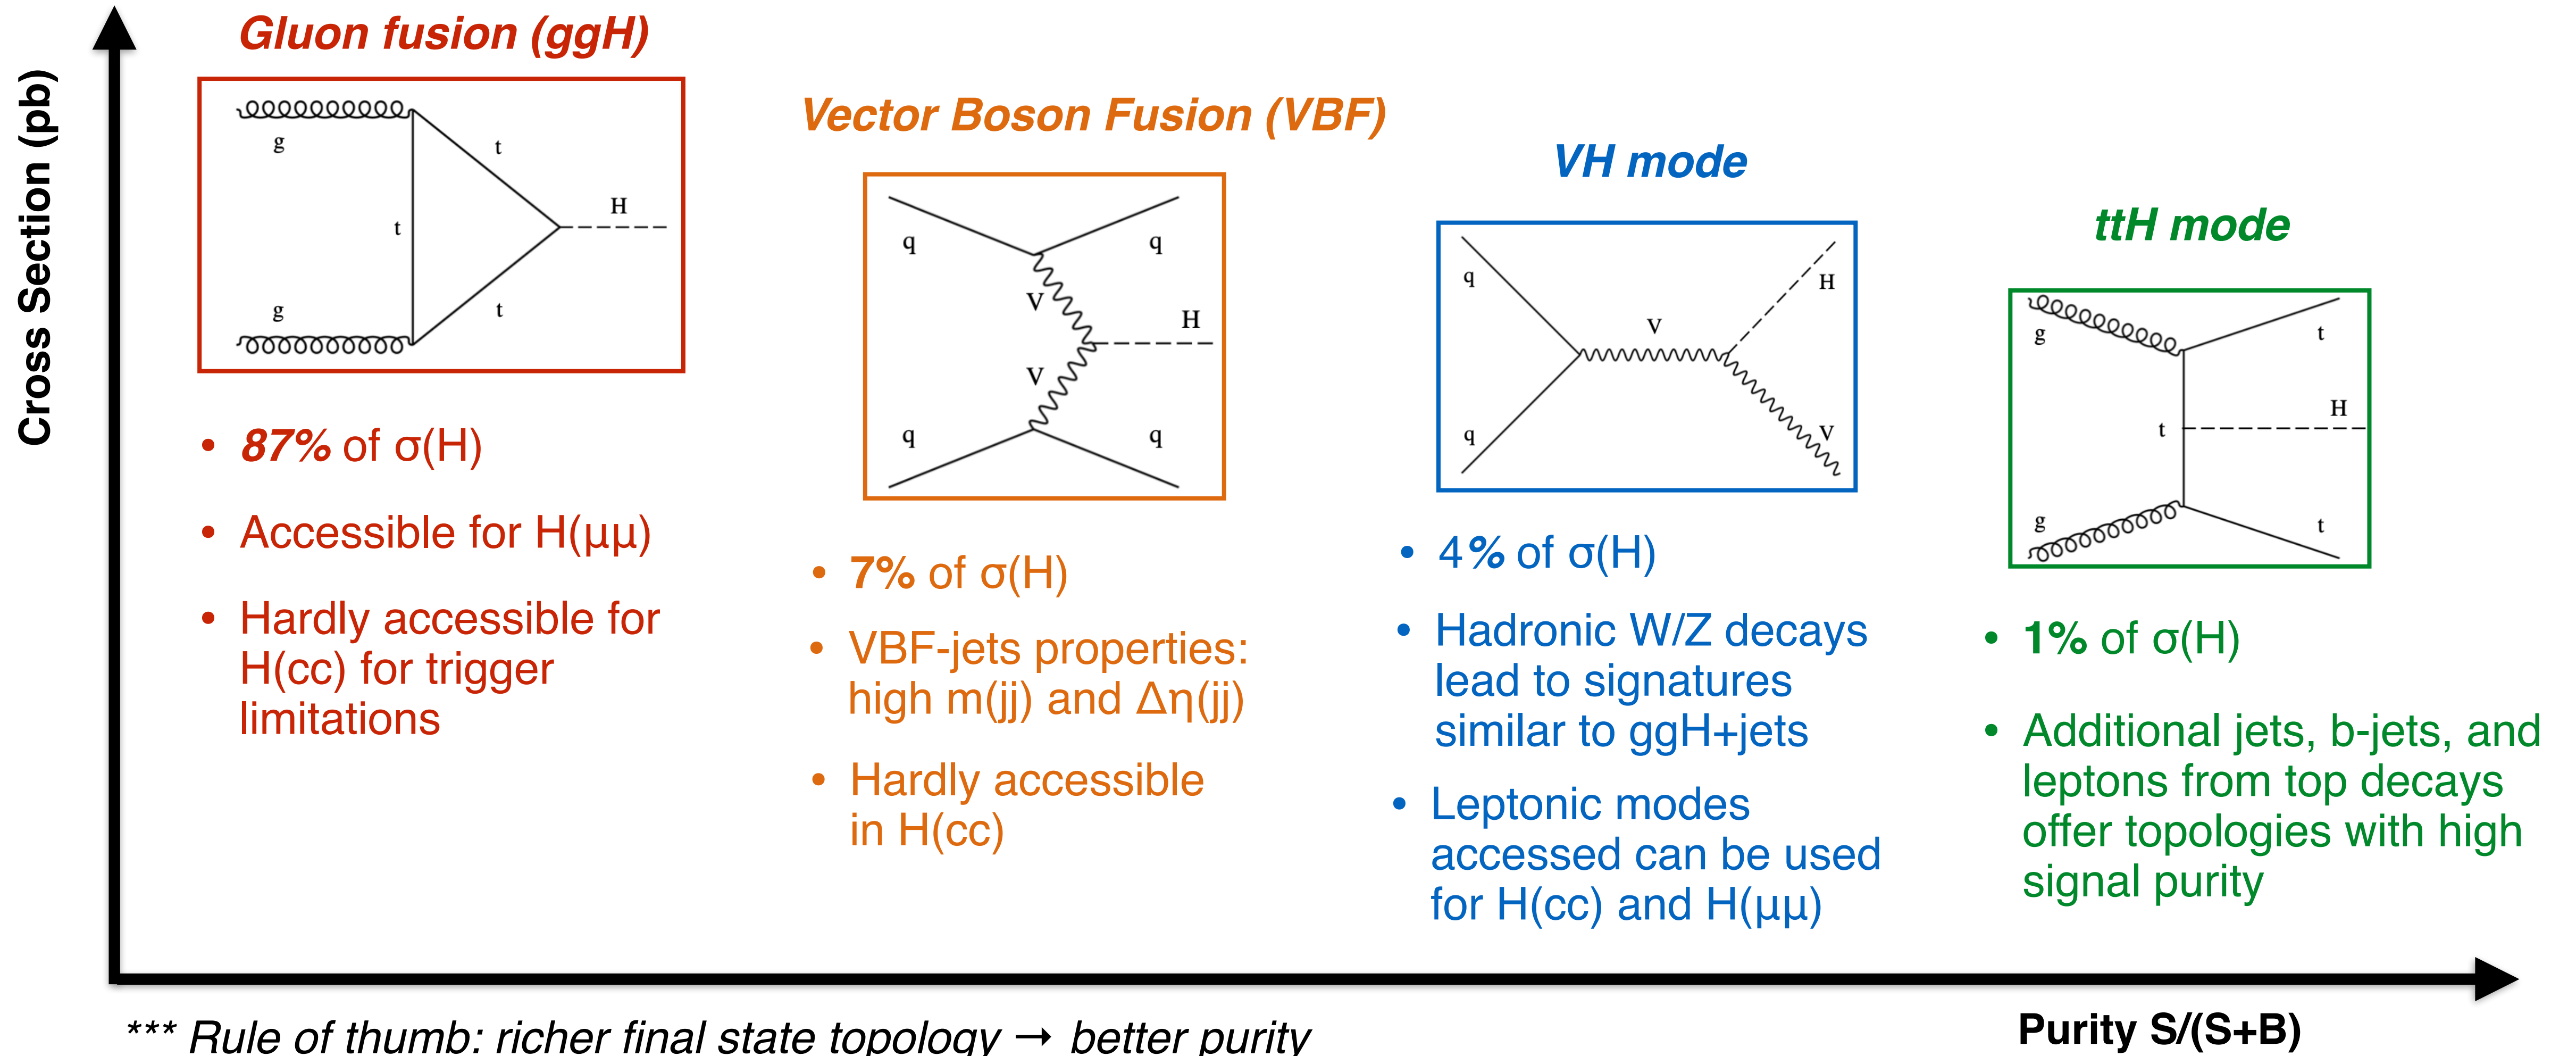 Cross Section (pb)
Gluon fusion (ggH)
g
t
t
H
g
t
• 87% of σ(H)
• Accessible for H(μμ)
• Hardly accessible for
H(cc) for trigger
limitations
Vector Boson Fusion (VBF)
q
q
V
H
V
q
q
• 7% of σ(H)
• VBF-jets properties:
high m(jj) and Δη(jj)
• Hardly accessible
in H(cc)
VH mode
q
H
V
q
V
• 4% of σ(H)
• Hadronic W/Z decays
lead to signatures
similar to ggH+jets
• Leptonic modes
accessed can be used
for H(cc) and H(μμ)
ttH mode
g
t
H
t
g
t
• 1% of σ(H)
• Additional jets, b-jets, and
leptons from top decays
offer topologies with high
signal purity
*** Rule of thumb: richer final state topology → better purity
Purity S/(S+B)